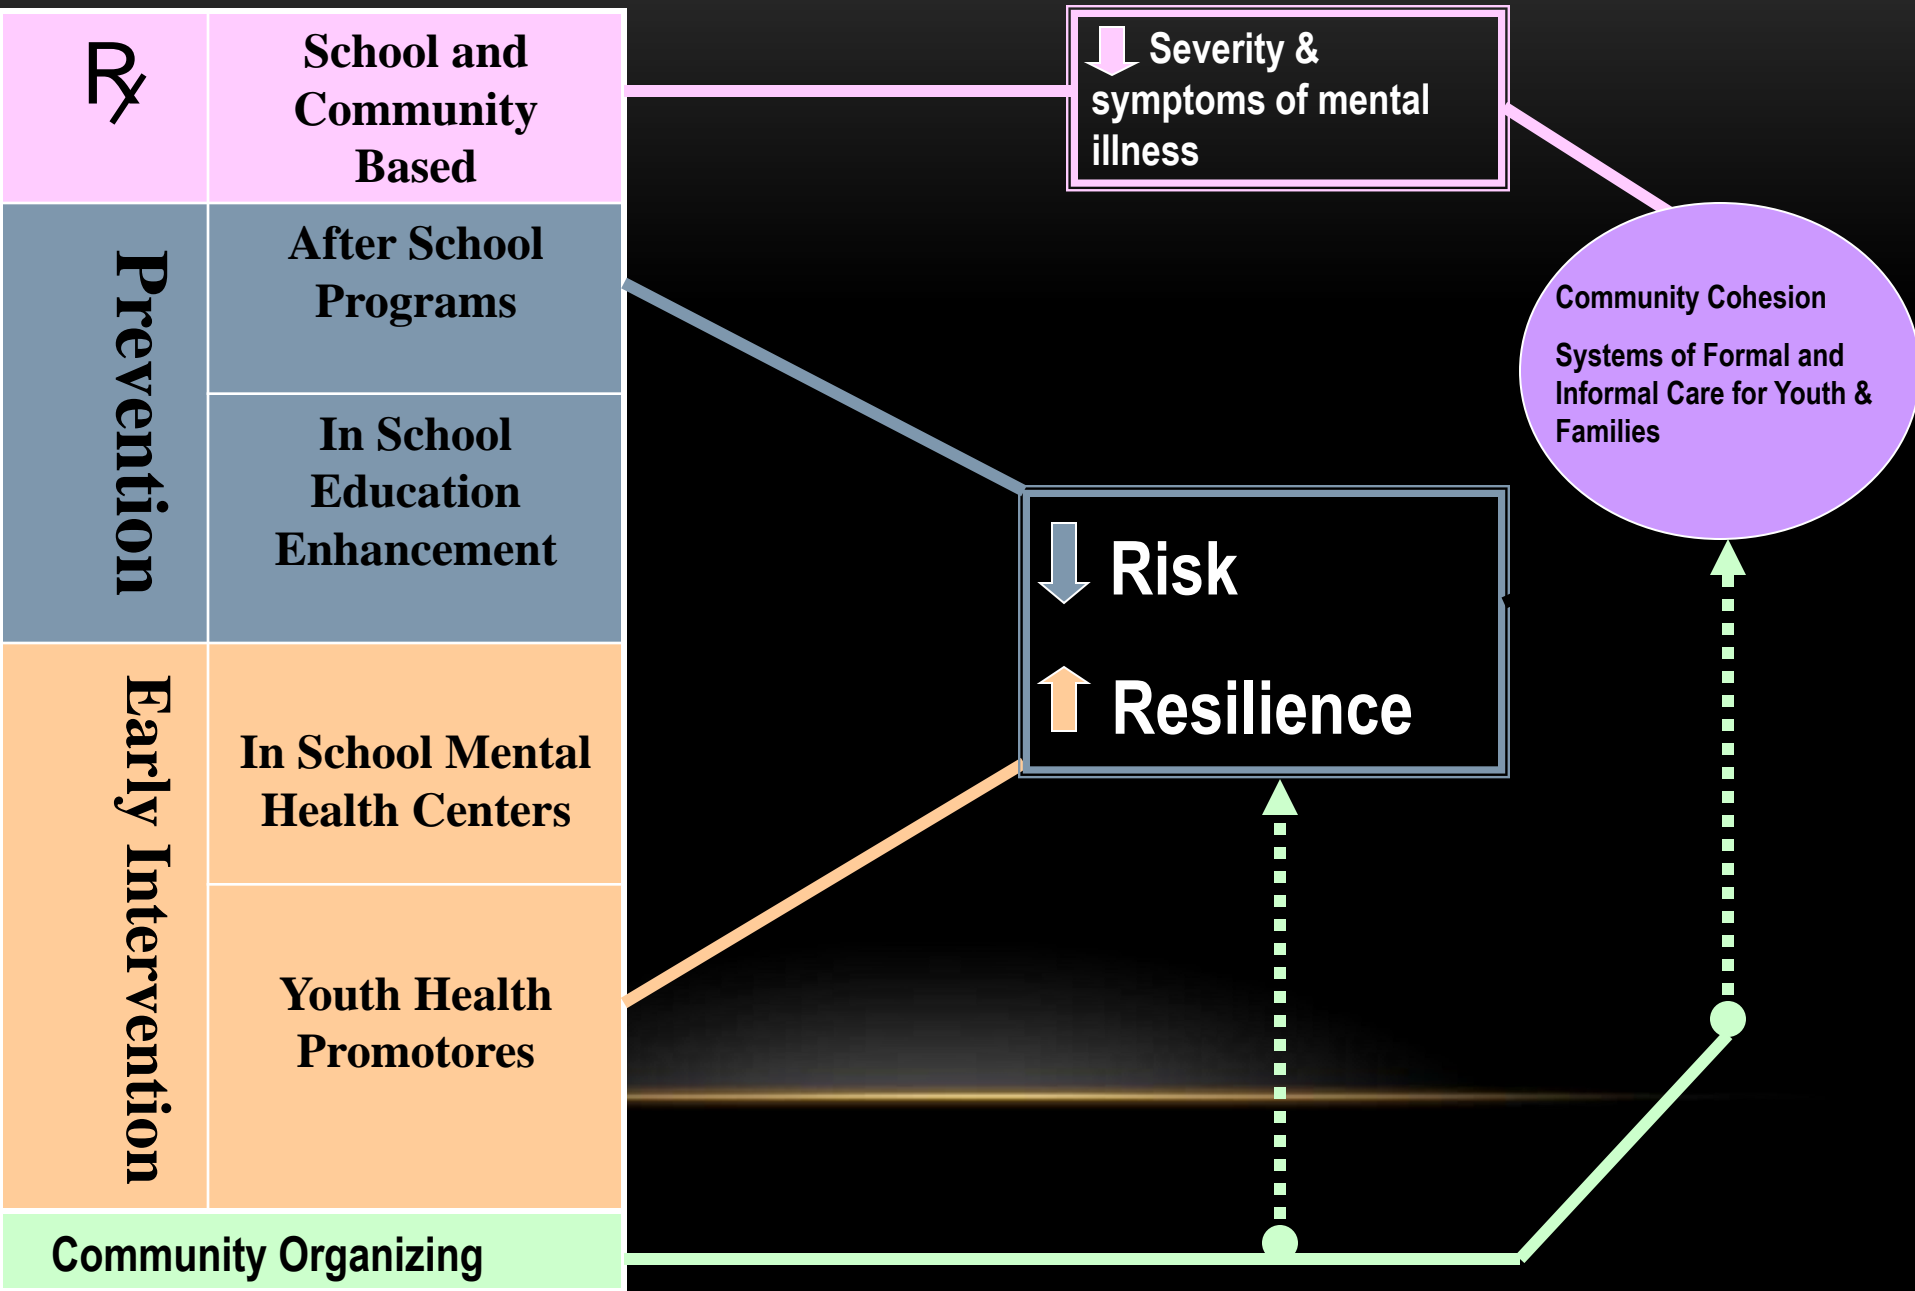 ℞
School and
Community
Based
Prevention
After School
Programs
In School
Education
Enhancement
Early Intervention
In School Mental
Health Centers
Youth Health
Promotores
Community Organizing
Severity &
symptoms of mental
illness
Risk
Resilience
Community Cohesion
Systems of Formal and
Informal Care for Youth &
Families